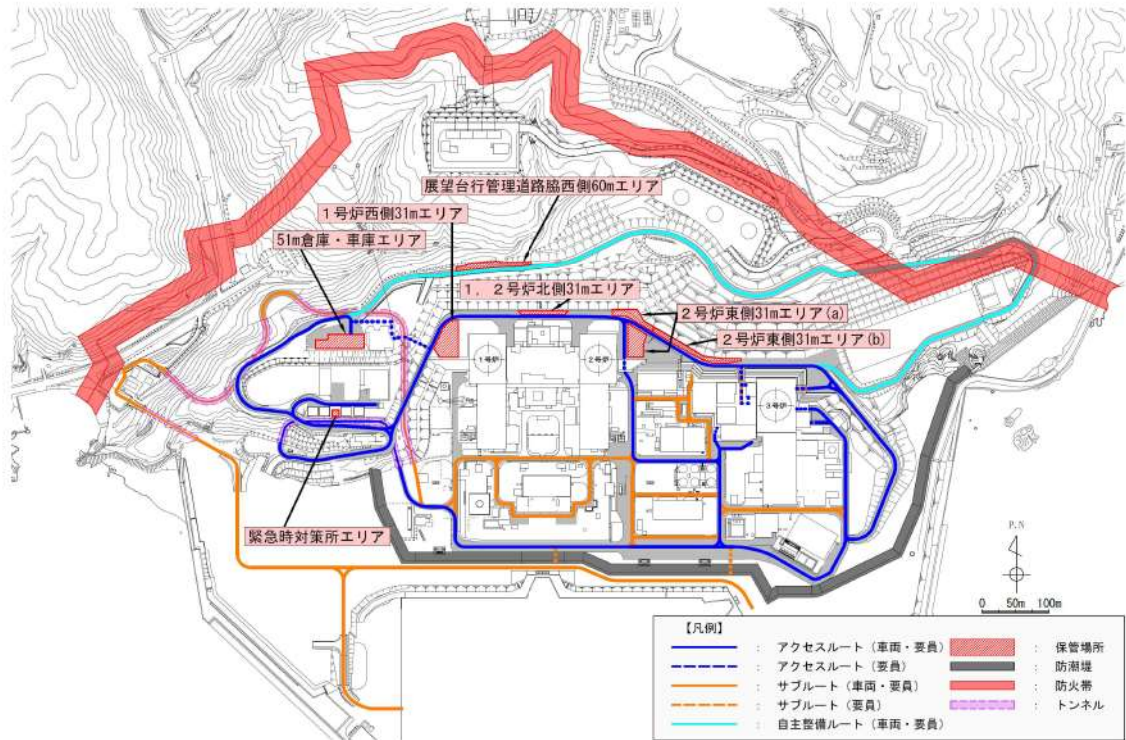 展望台行管理道路脇西側60mエリア
1号炉西側31mエリア
51m倉庫・車庫エリア
1，2号炉北側31mエリア
2号炉東側31mエリア(a)
2号炉東側31mエリア(b)
1号炉
2号炉
3号炉
緊急時対策所エリア
P.N
0 50m 100m
【凡例】
： アクセスルート（車両・要員）
： アクセスルート（要員）
： サブルート（車両・要員）
： サブルート（要員）
： 自主整備ルート（車両・要員）
： 保管場所
： 防潮堤
： 防火帯
： トンネル